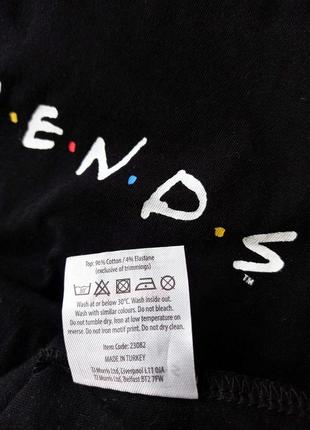 E.N.D.S
™
Top: 96% Cotton / 4% Elastane
(exclusive of trimmings)
Wash at or below 30°C. Wash inside out.
Wash with similar colours. Do not bleach.
Do not tumble dry. Iron at low temperature on
reverse. Do not iron motif print. Do not dry clean.
Item Code: 23082
MADE IN TURKEY
TJ Morris Ltd, Liverpool L11 0JA
TJ Morris Ltd, Belfast BT2 7FW